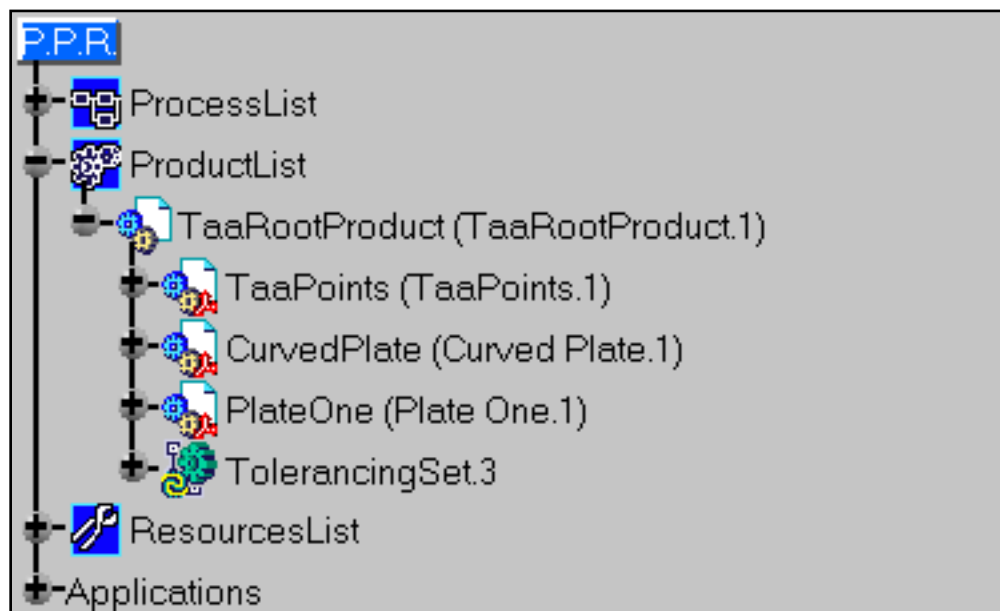 P.P.R.
ProcessList
ProductList
TaaRootProduct (TaaRootProduct.1)
TaaPoints (TaaPoints.1)
CurvedPlate (Curved Plate.1)
PlateOne (Plate One.1)
TolerancingSet.3
ResourcesList
Applications